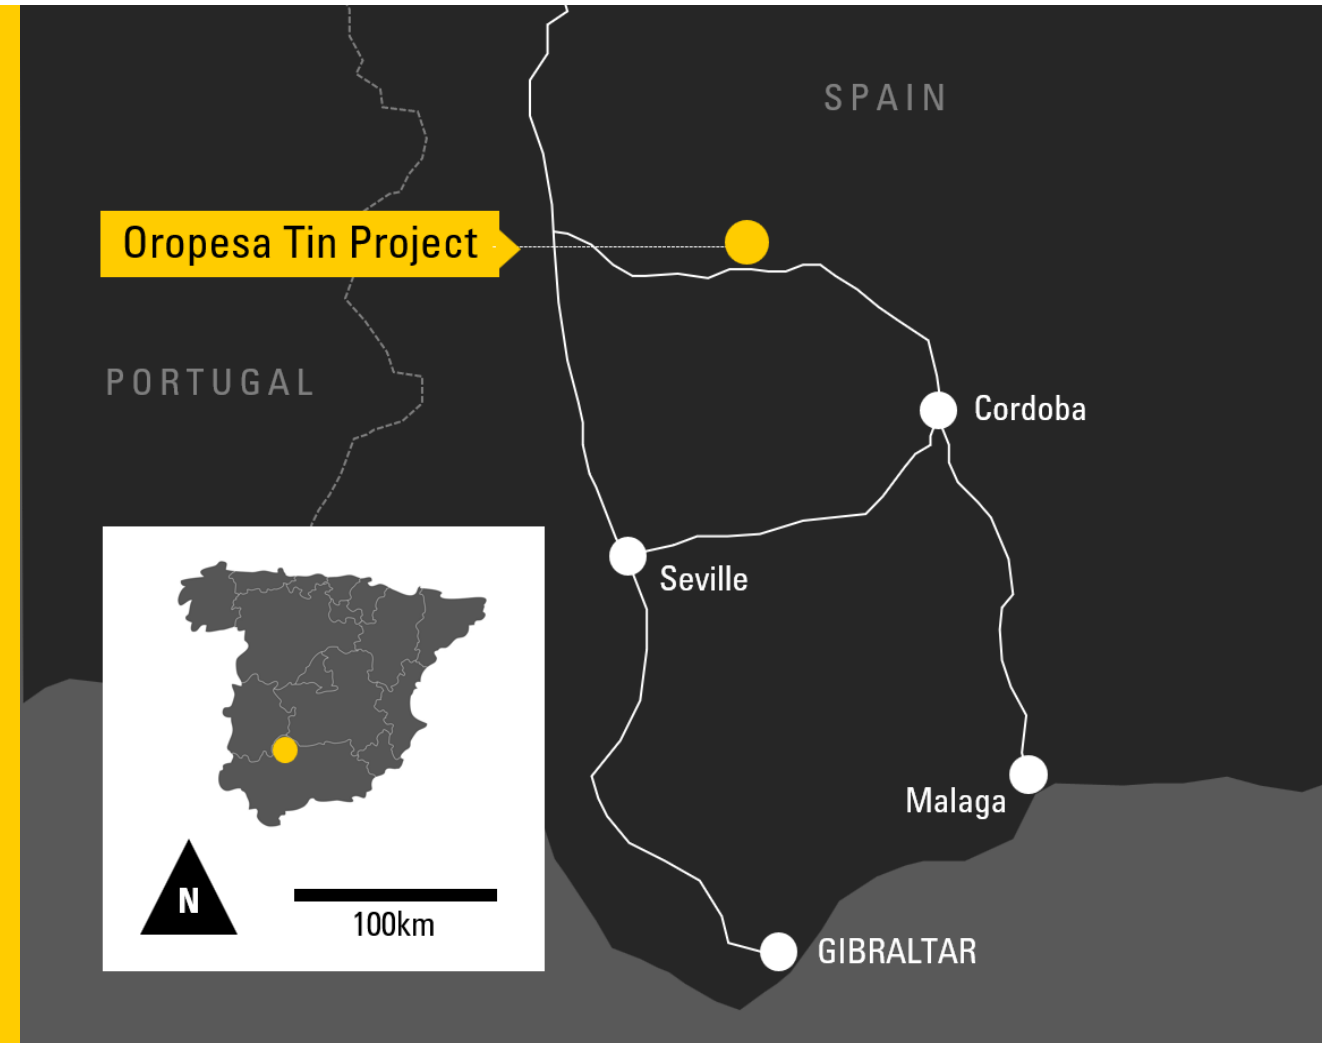 SPAIN
Oropesa Tin Project
PORTUGAL
Cordoba
Seville
Malaga
N
100km
GIBRALTAR